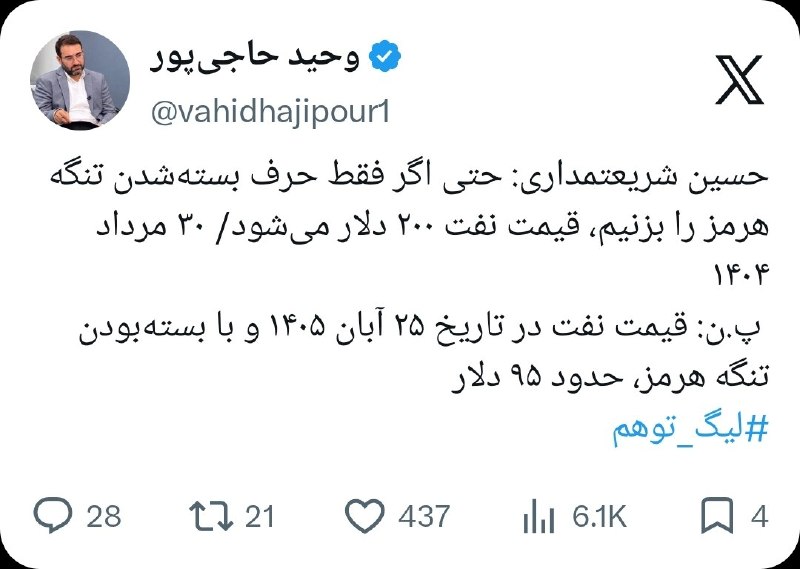 وحید حاجی‌پور
@vahidhajipour1
حسین شریعتمداری: حتی اگر فقط حرف بسته‌شدن تنگه
هرمز را بزنیم، قیمت نفت ۲۰۰ دلار می‌شود/ ۳۰ مرداد
۱۴۰۴
پ.ن: قیمت نفت در تاریخ ۲۵ آبان ۱۴۰۵ و با بسته‌بودن
تنگه هرمز، حدود ۹۵ دلار
#لیگ_توهم
28 21 437 6.1K 4